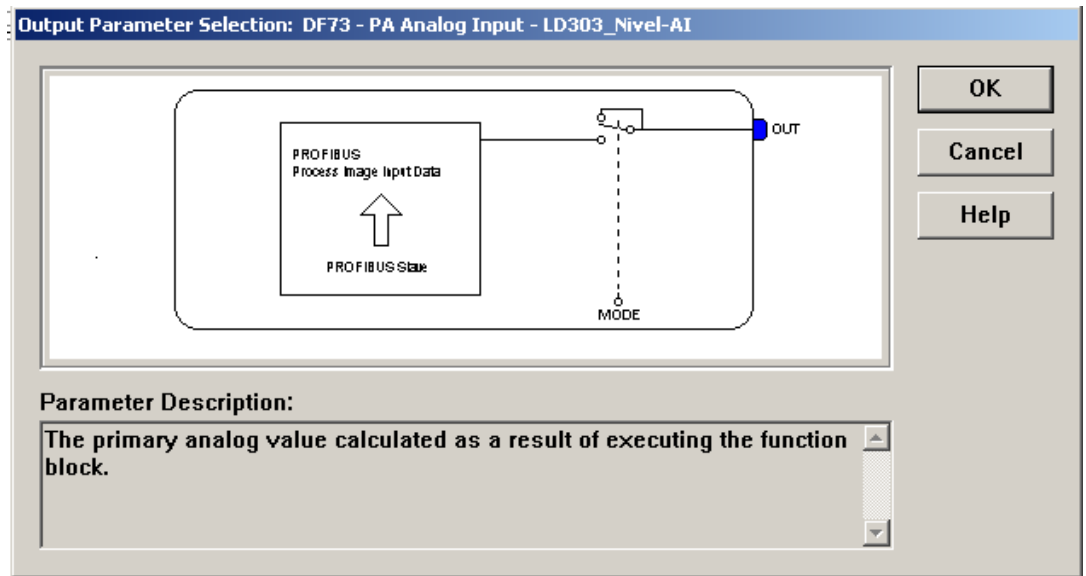 Output Parameter Selection: DF73 - PA Analog Input - LD303_Nivel-AI
OK
Cancel
Help
PROFIBUS
Process Image Input Data
PROFIBUS Slave
OUT
MODE
Parameter Description:
The primary analog value calculated as a result of executing the function
block.